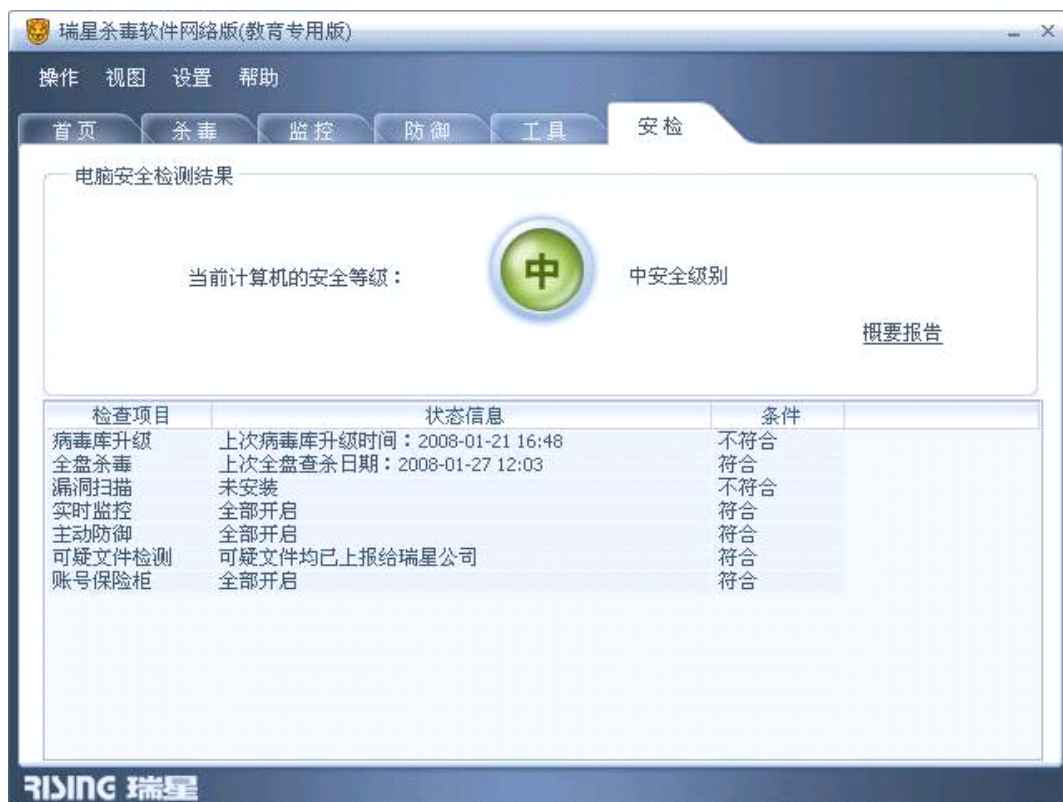 瑞星杀毒软件网络版(教育专用版)
操作 视图 设置 帮助
首页 杀毒 监控 防御 工具 安检
电脑安全检测结果
当前计算机的安全等级： 中 中安全级别
概要报告
检查项目 状态信息 条件
病毒库升级 上次病毒库升级时间：2008-01-21 16:48 不符合
全盘杀毒 上次全盘查杀日期：2008-01-27 12:03 符合
漏洞扫描 未安装 不符合
实时监控 全部开启 符合
主动防御 全部开启 符合
可疑文件检测 可疑文件均已上报给瑞星公司 符合
账号保险柜 全部开启 符合
RISING 瑞星